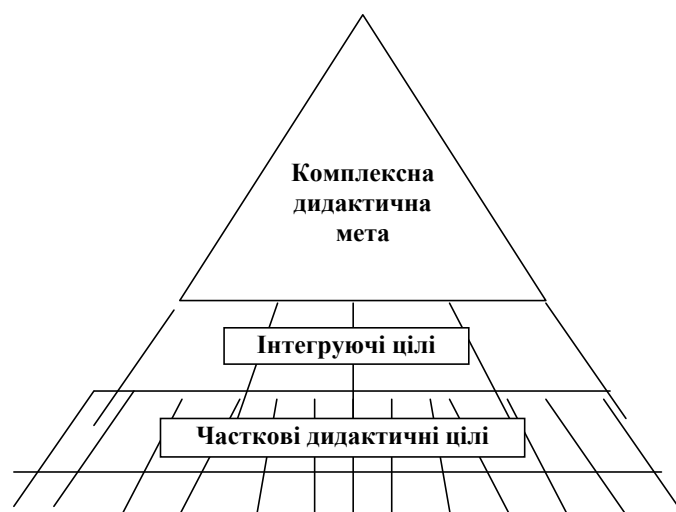 Комплексна
дидактична
мета
Інтегруючі цілі
Часткові дидактичні цілі